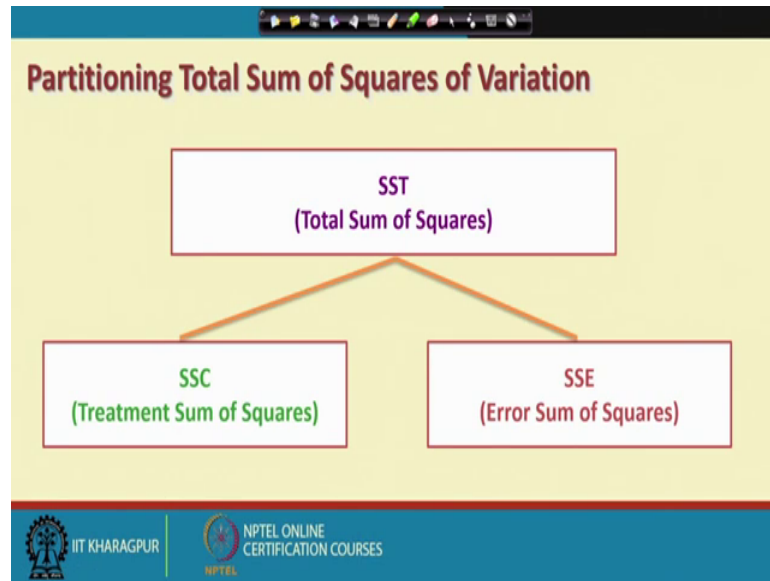 Partitioning Total Sum of Squares of Variation
SST
(Total Sum of Squares)
SSC
(Treatment Sum of Squares)
SSE
(Error Sum of Squares)
IIT KHARAGPUR
NPTEL
NPTEL ONLINE
CERTIFICATION COURSES